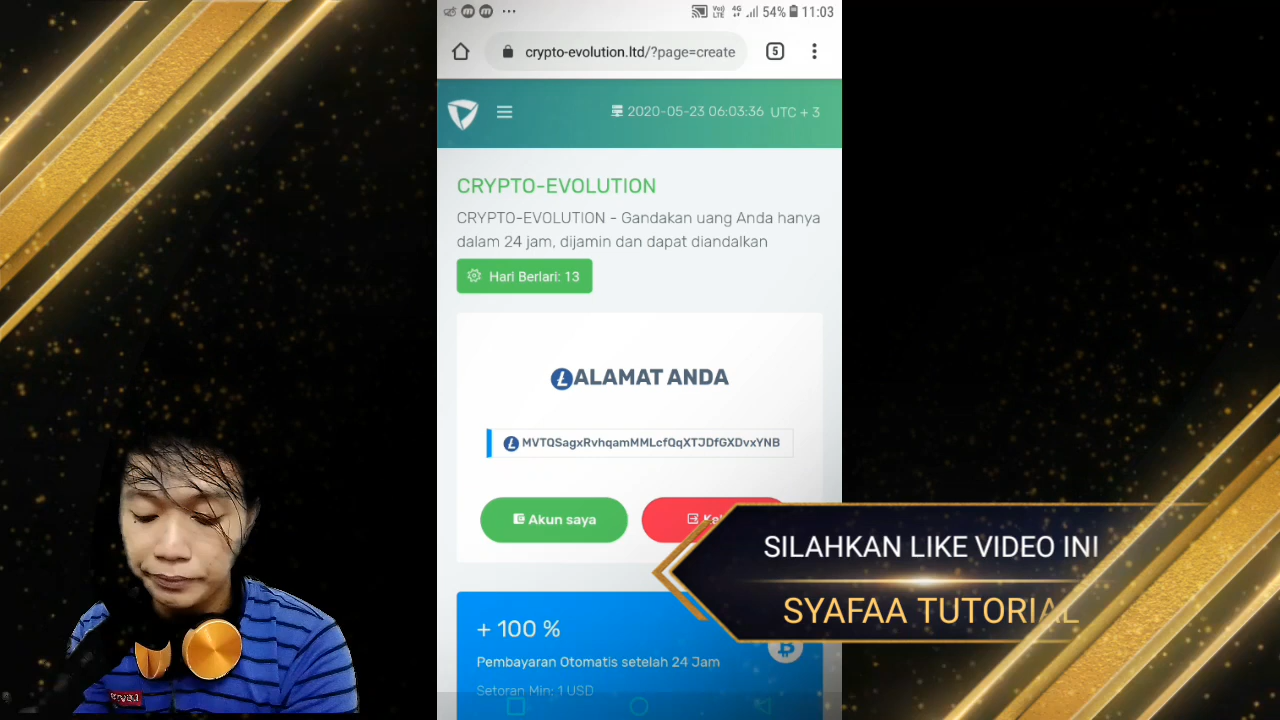 54% 11:03
crypto-evolution.ltd/?page=create
5
2020-05-23 06:03:36 UTC + 3
CRYPTO-EVOLUTION
CRYPTO-EVOLUTION - Gandakan uang Anda hanya
dalam 24 jam, dijamin dan dapat diandalkan
Hari Berlari: 13
ALAMAT ANDA
MVTQSagxRvhqamMMLcfQqXTJDfGXDvxYNB
Akun saya
SILAHKAN LIKE VIDEO INI
SYAFAA TUTORIAL
+ 100 %
Pembayaran Otomatis setelah 24 Jam
Setoran Min: 1 USD